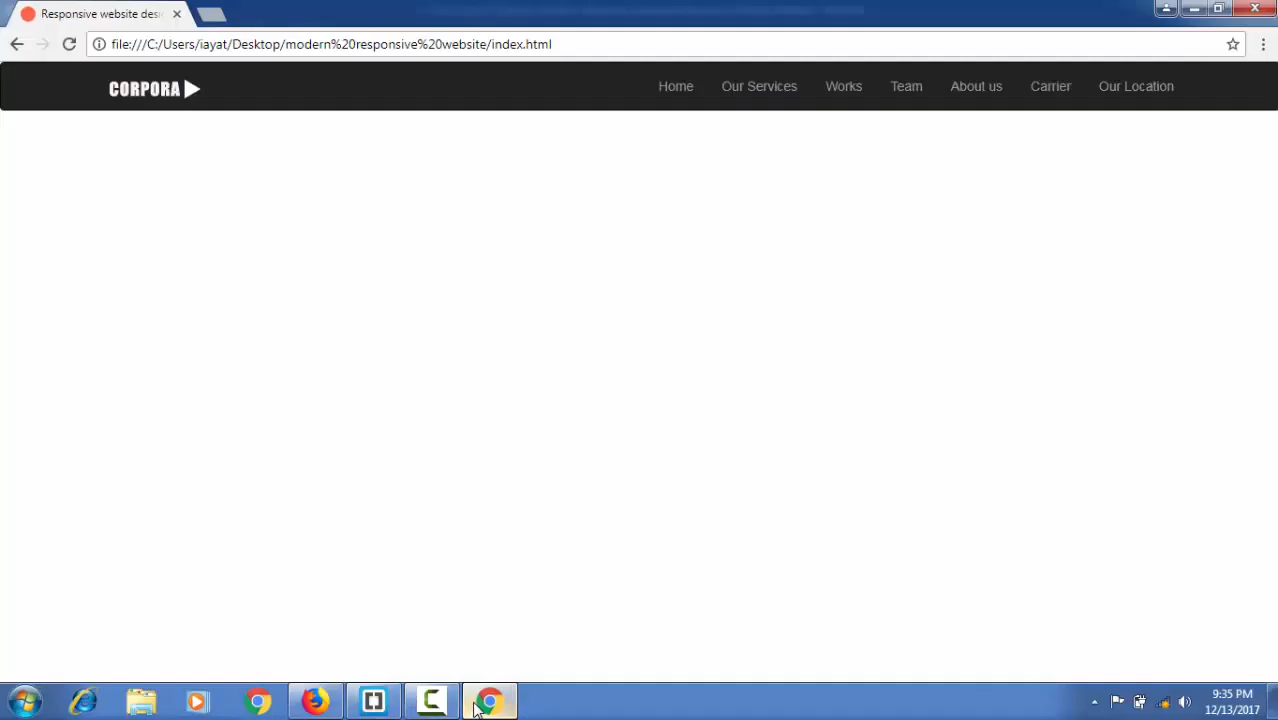 Responsive website des
file:///C:/Users/iayat/Desktop/modern%20responsive%20website/index.html
CORPORA
Home
Our Services
Works
Team
About us
Carrier
Our Location
9:35 PM
12/13/2017